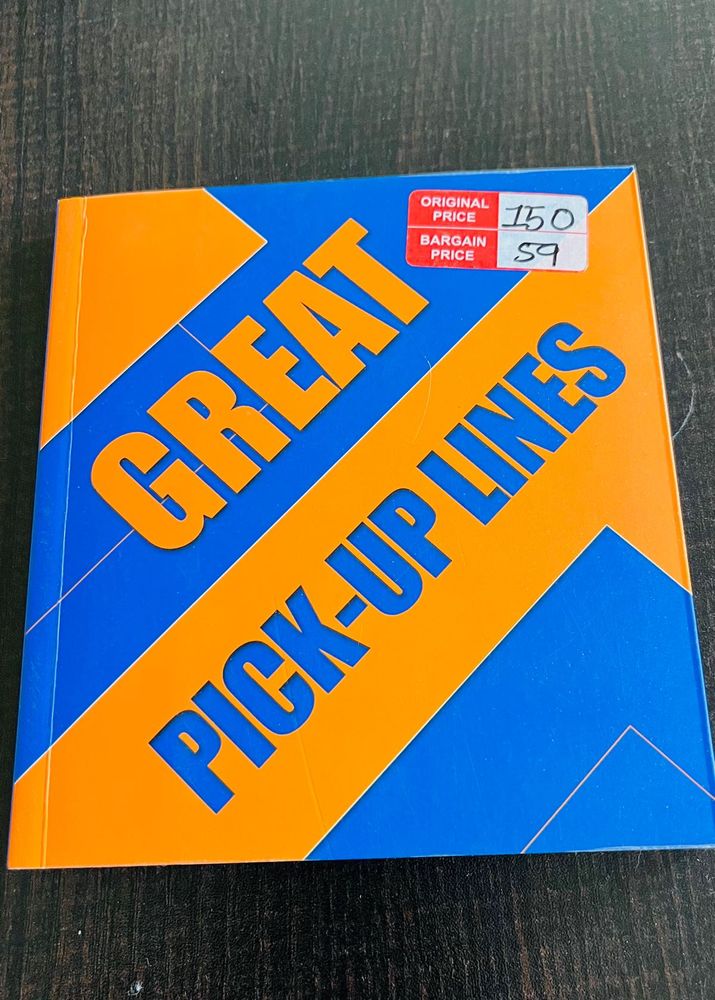 ORIGINAL
PRICE
150
BARGAIN
PRICE
59
GREAT
PICK-UP LINES